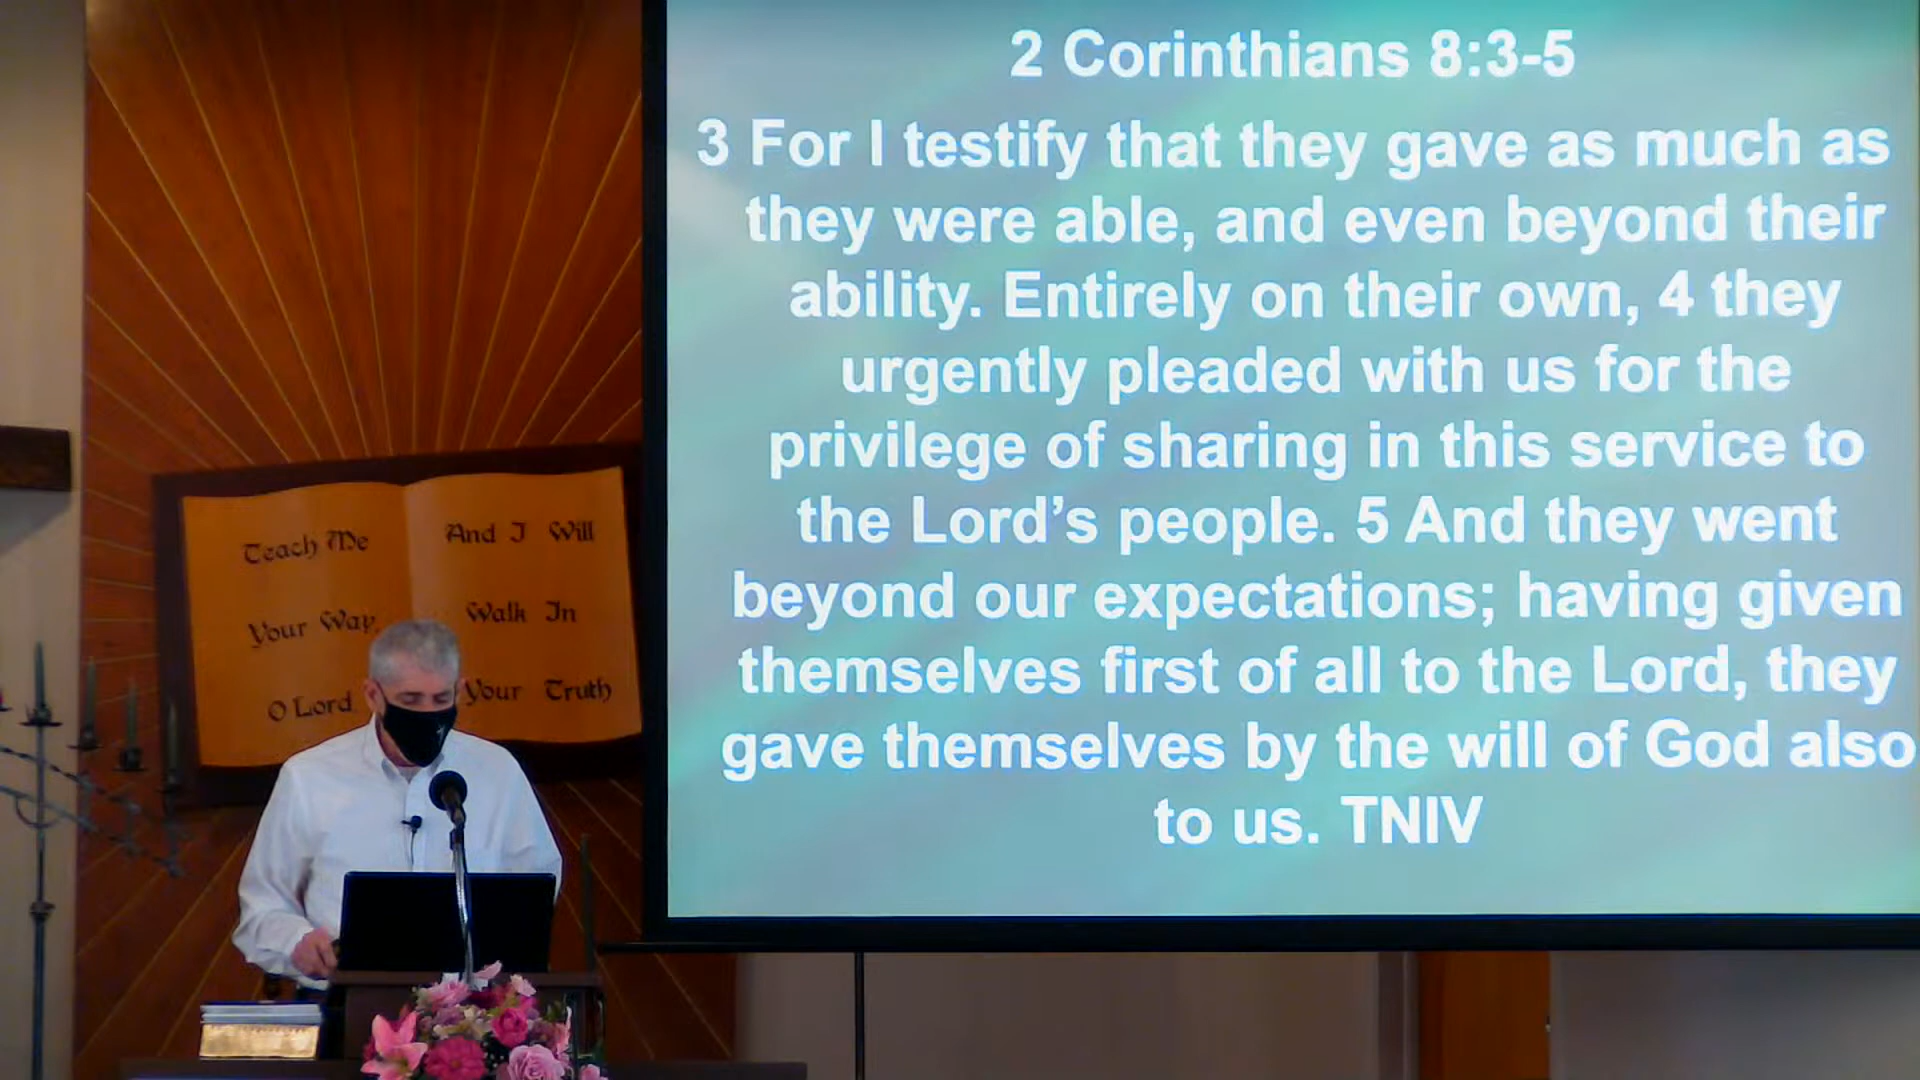 2 Corinthians 8:3-5
3 For I testify that they gave as much as
they were able, and even beyond their
ability. Entirely on their own, 4 they
urgently pleaded with us for the
privilege of sharing in this service to
the Lord’s people. 5 And they went
beyond our expectations; having given
themselves first of all to the Lord, they
gave themselves by the will of God also
to us. TNIV
Teach Me
Your Way,
O Lord
And I Will
Walk In
Your Truth